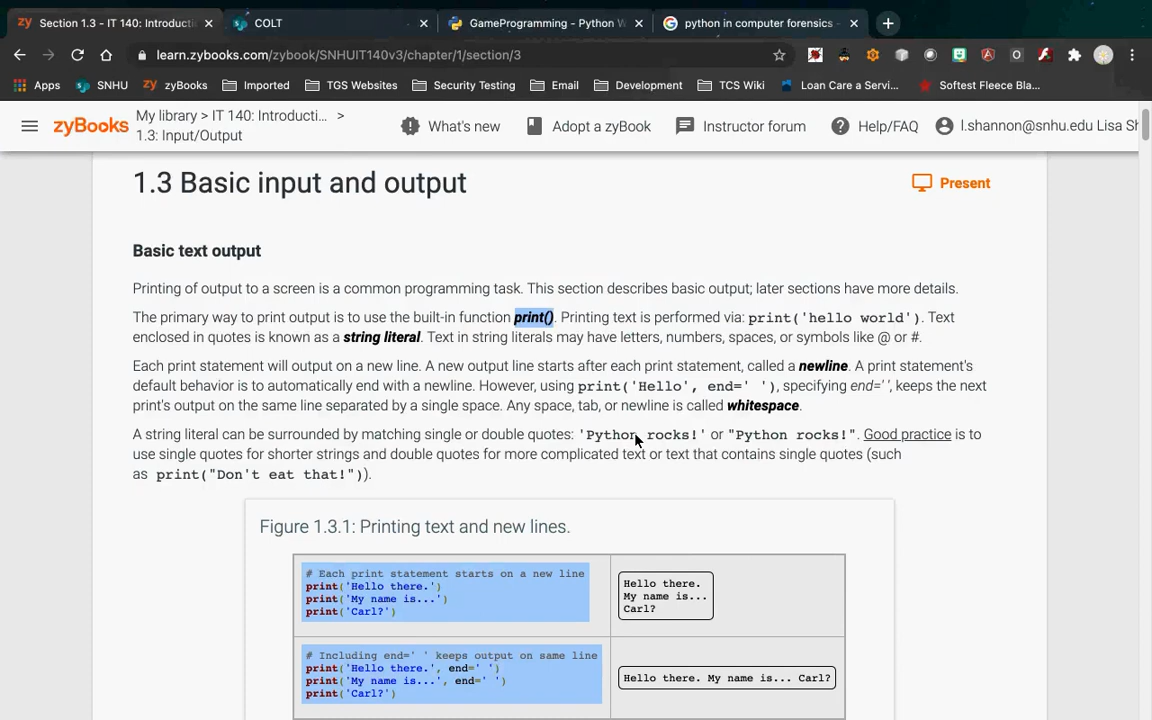 Section 1.3 - IT 140: Introducti
COLT
GameProgramming - Python W
python in computer forensics
learn.zybooks.com/zybook/SNHUIT140v3/chapter/1/section/3
Apps
SNHU
zyBooks
Imported
TGS Websites
Security Testing
Email
Development
TCS Wiki
Loan Care a Servi...
Softest Fleece Bla...
zyBooks
My library > IT 140: Introducti... >
1.3: Input/Output
What's new
Adopt a zyBook
Instructor forum
Help/FAQ
l.shannon@snhu.edu Lisa Sh
1.3 Basic input and output
Present
Basic text output
Printing of output to a screen is a common programming task. This section describes basic output; later sections have more details.
The primary way to print output is to use the built-in function print(). Printing text is performed via: print('hello world'). Text
enclosed in quotes is known as a string literal. Text in string literals may have letters, numbers, spaces, or symbols like @ or #.
Each print statement will output on a new line. A new output line starts after each print statement, called a newline. A print statement's
default behavior is to automatically end with a newline. However, using print('Hello', end=' '), specifying end=' ', keeps the next
print's output on the same line separated by a single space. Any space, tab, or newline is called whitespace.
A string literal can be surrounded by matching single or double quotes: 'Python rocks!' or "Python rocks!". Good practice is to
use single quotes for shorter strings and double quotes for more complicated text or text that contains single quotes (such
as print("Don't eat that!")).
Figure 1.3.1: Printing text and new lines.
# Each print statement starts on a new line
print('Hello there.')
print('My name is...')
print('Carl?')
Hello there.
My name is...
Carl?
# Including end=' ' keeps output on same line
print('Hello there.', end=' ')
print('My name is...', end=' ')
print('Carl?')
Hello there. My name is... Carl?